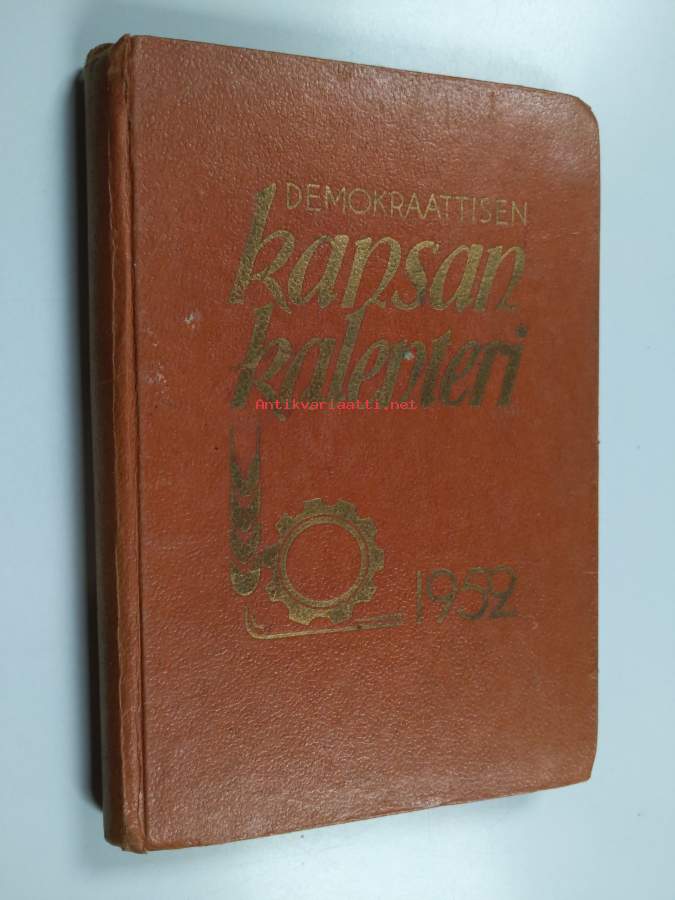 DEMOKRAATTISEN
kansan
kalenteri
Antikvariaatti.net
1952